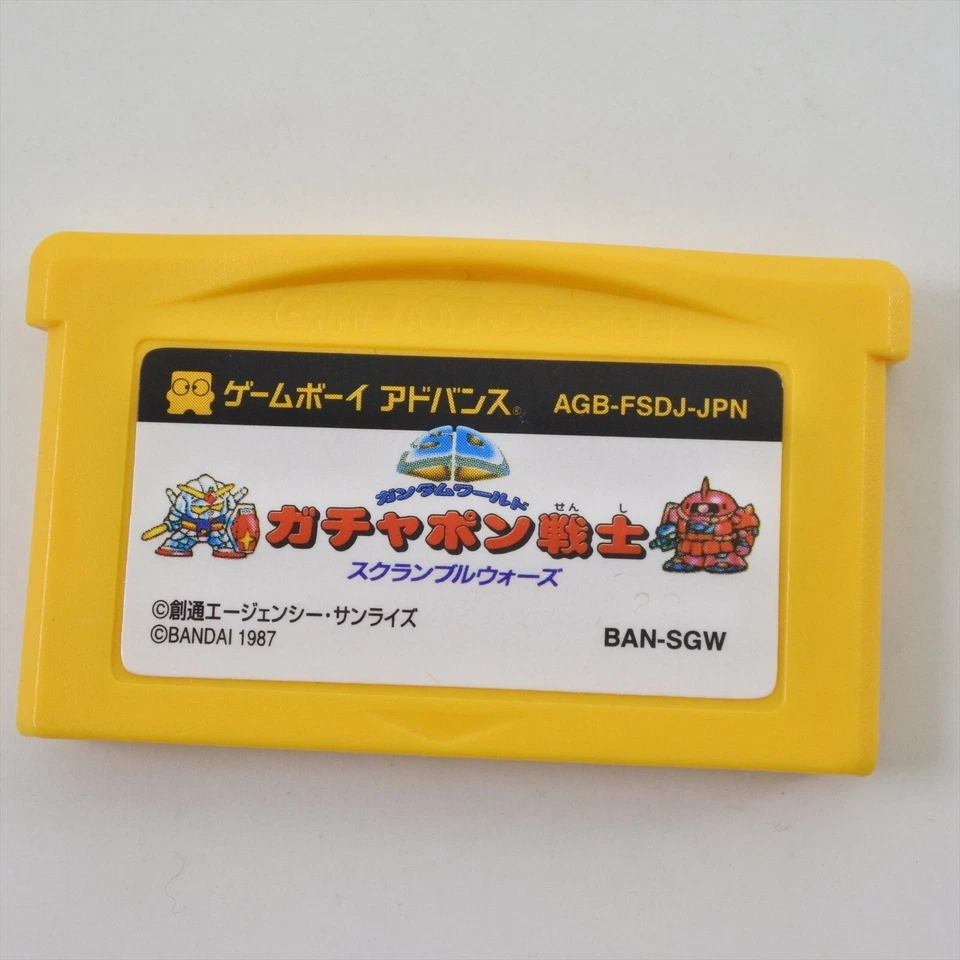 ゲームボーイ アドバンス® AGB-FSDJ-JPN
SD
ガンダムワールド
ガチャポン戦士
せんし
スクランブルウォーズ
©創通エージェンシー・サンライズ
©BANDAI 1987
BAN-SGW